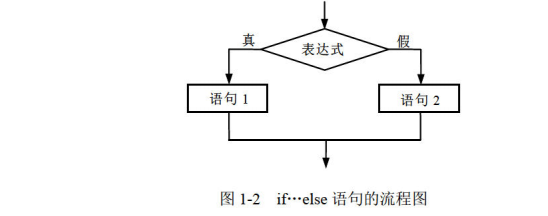 真
表达式
假
语句 1
语句 2
图 1-2 if…else 语句的流程图